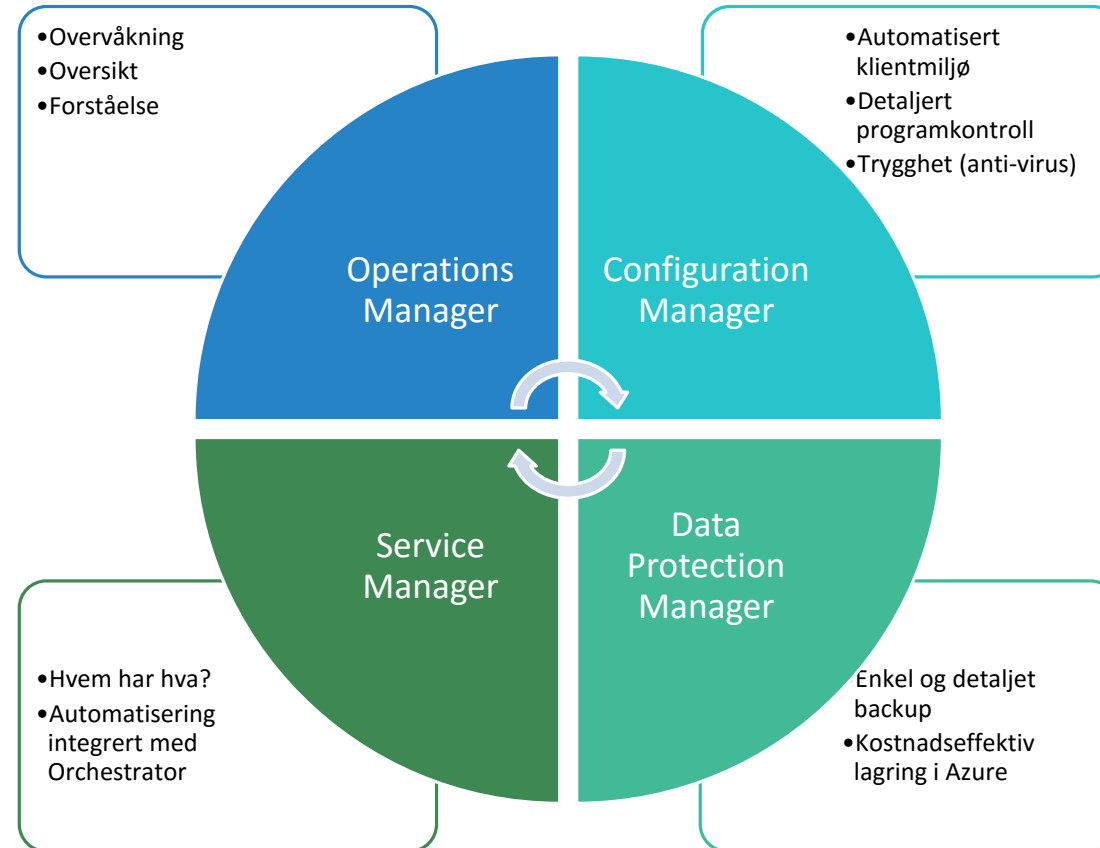 •Overvåkning
•Oversikt
•Forståelse
•Automatisert
klientmiljø
•Detaljert
programkontroll
•Trygghet (anti-virus)
Operations
Manager
Configuration
Manager
Service
Manager
Data
Protection
Manager
•Hvem har hva?
•Automatisering
integrert med
Orchestrator
Enkel og detaljet
backup
•Kostnadseffektiv
lagring i Azure